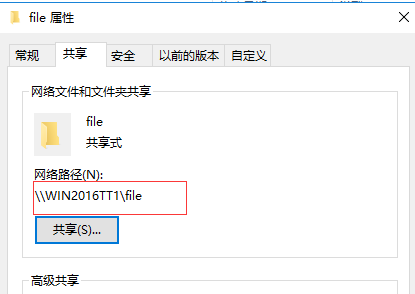 file 属性
常规 共享 安全 以前的版本 自定义
网络文件和文件夹共享
file
共享式
网络路径(N):
\\WIN2016TT1\file
共享(S)...
高级共享